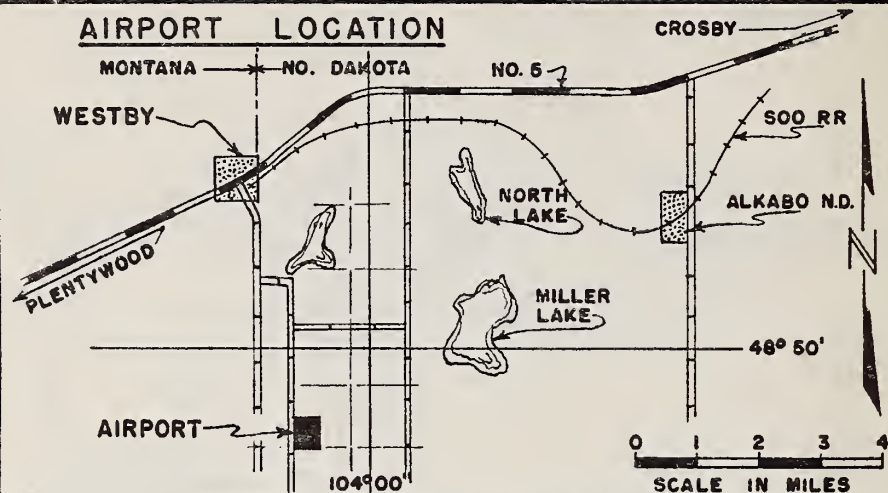 AIRPORT LOCATION
CROSBY
MONTANA NO. DAKOTA
NO. 5
WESTBY
SOO RR
NORTH
LAKE
ALKABO N.D.
N
PLENTYWOOD
MILLER
LAKE
48° 50'
AIRPORT
0 1 2 3 4
104°00'
SCALE IN MILES